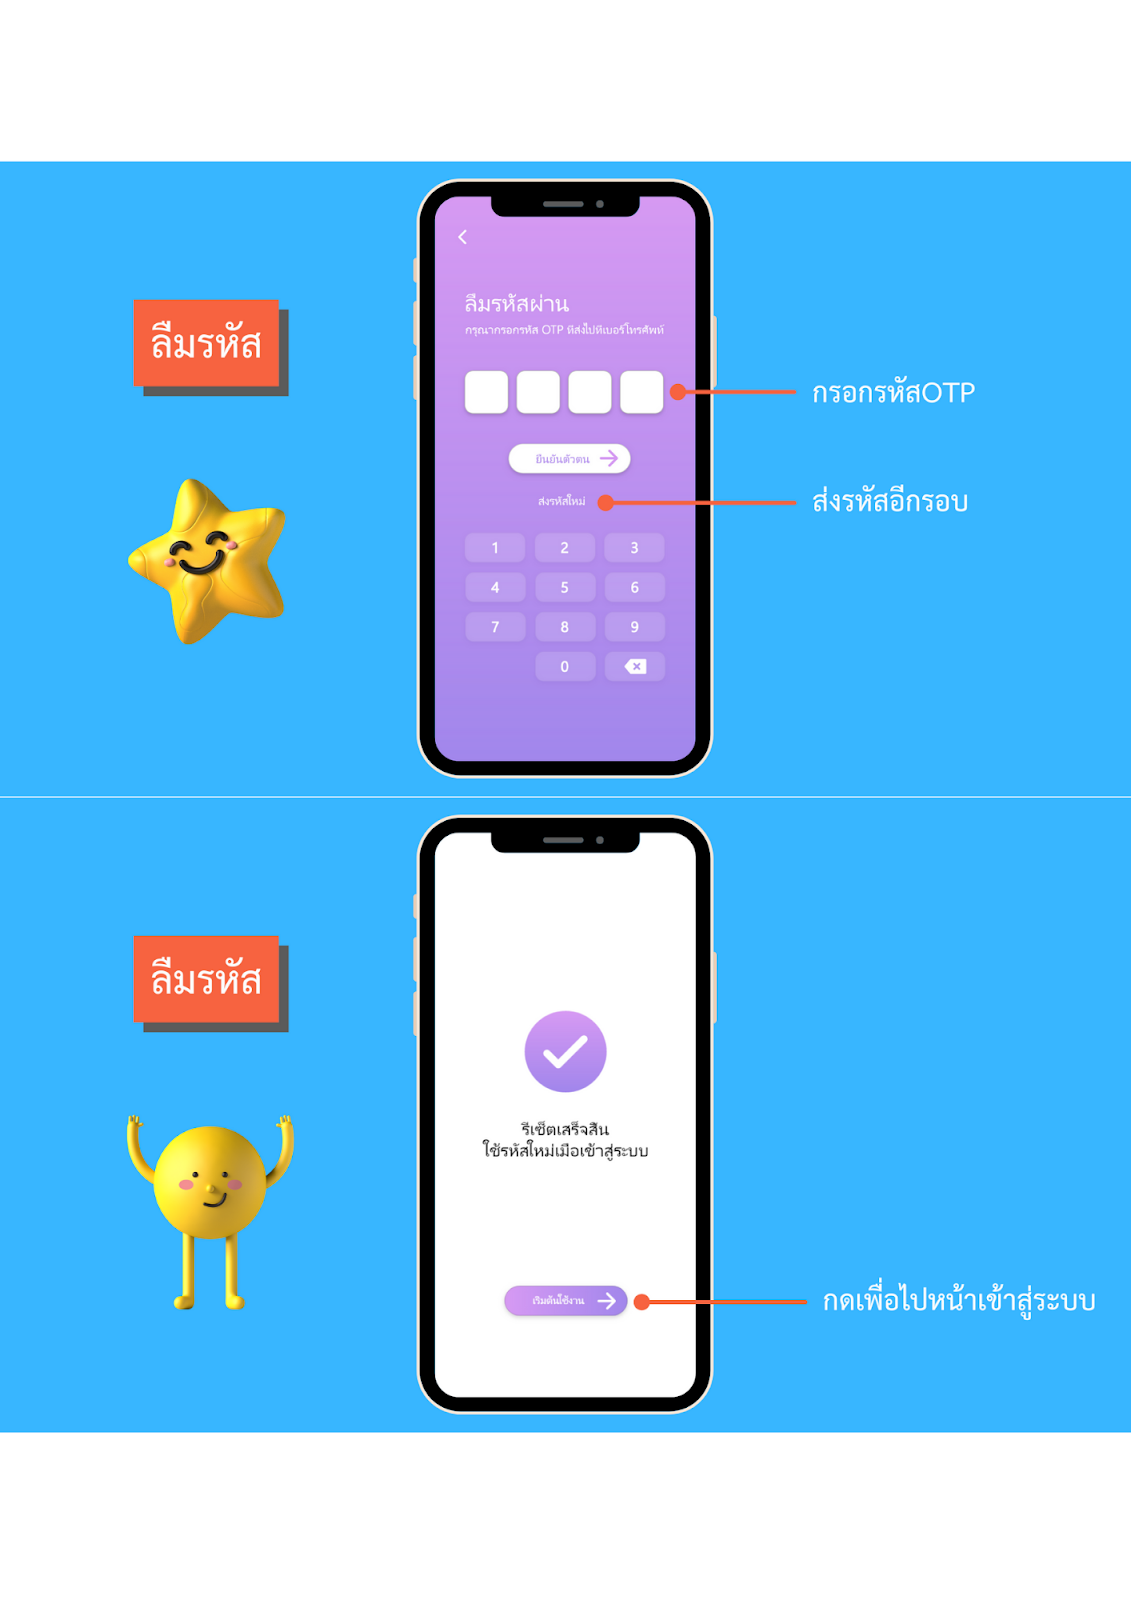 ลืมรหัส
ลืมรหัสผ่าน
กรุณากรอกรหัส OTP ที่ส่งไปที่เบอร์โทรศัพท์
กรอกรหัสOTP
ยืนยันตัวตน
ส่งรหัสใหม่
ส่งรหัสอีกรอบ
1 2 3
4 5 6
7 8 9
0
ลืมรหัส
รีเซ็ตเสร็จสิ้น
ใช้รหัสใหม่เมื่อเข้าสู่ระบบ
เริ่มต้นใช้งาน
กดเพื่อไปหน้าเข้าสู่ระบบ